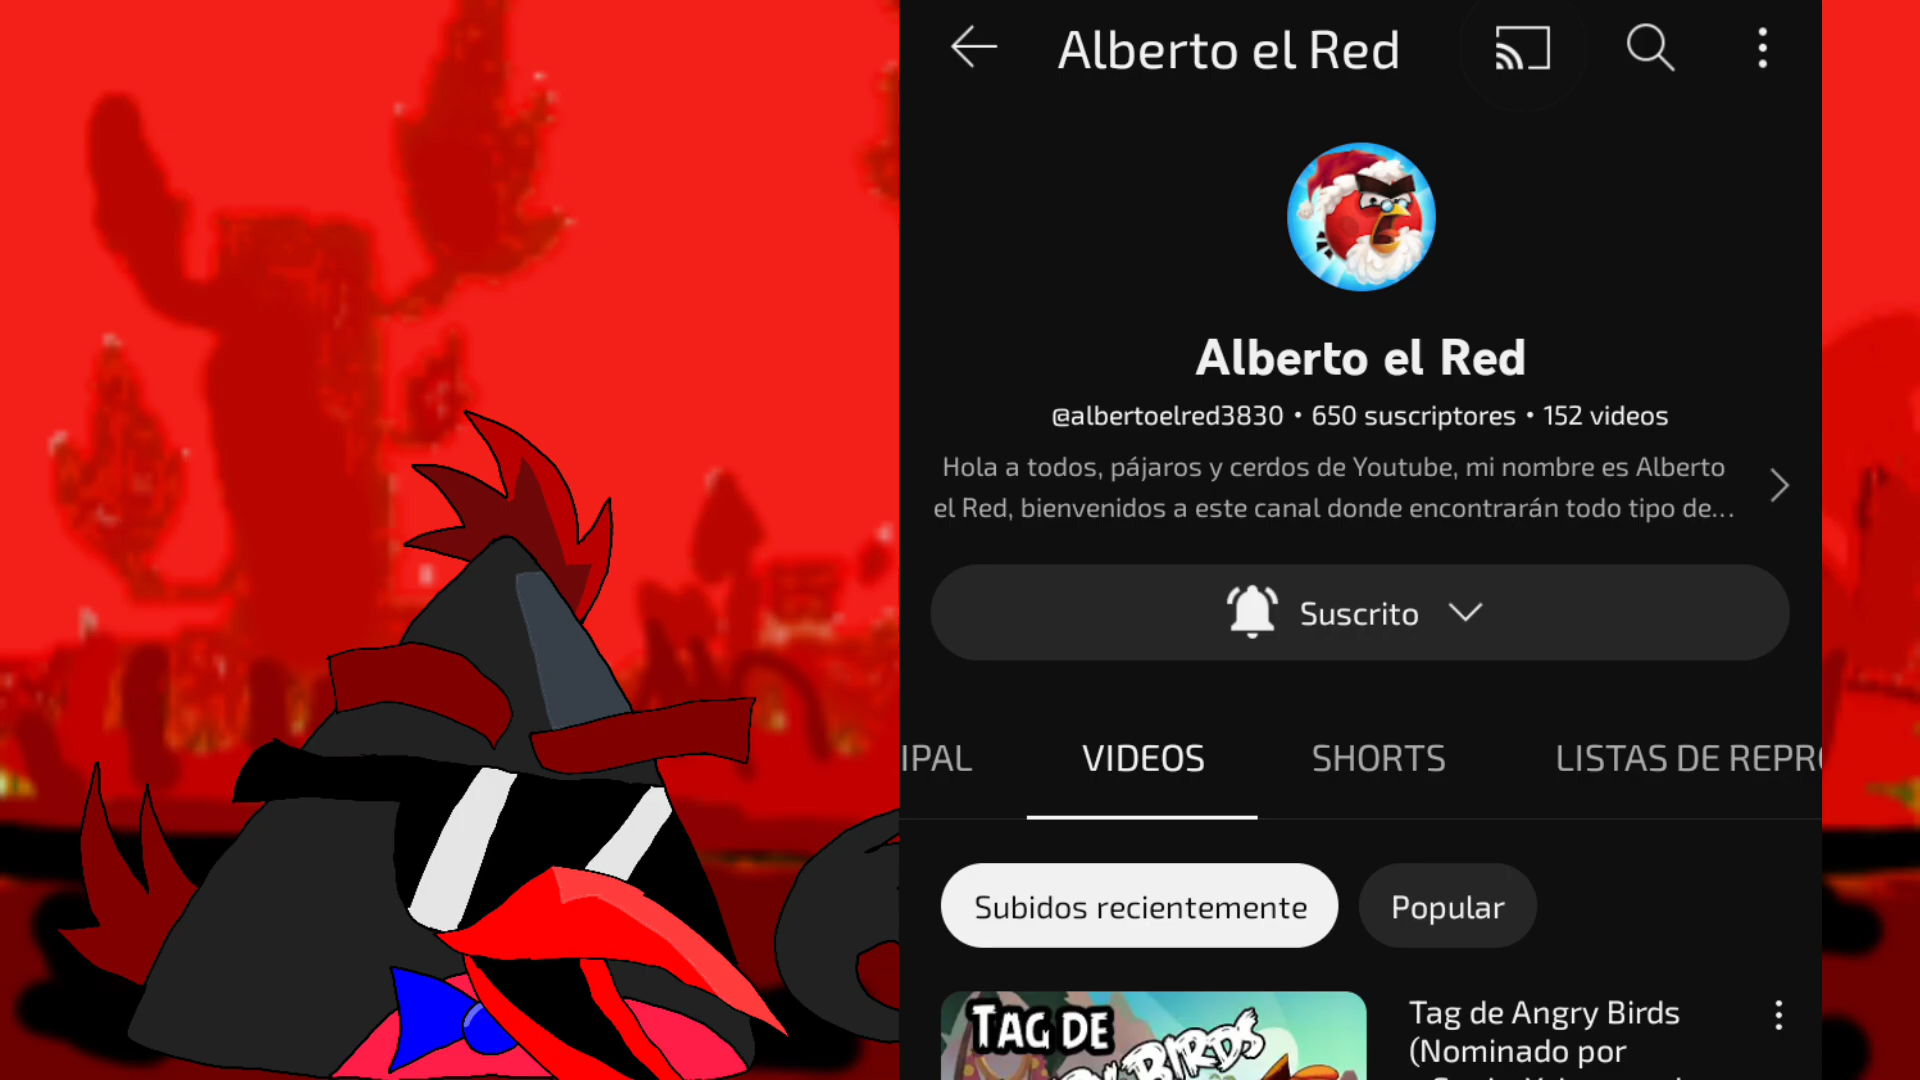 Alberto el Red
Alberto el Red
@albertoelred3830 • 650 suscriptores • 152 videos
Hola a todos, pájaros y cerdos de Youtube, mi nombre es Alberto
el Red, bienvenidos a este canal donde encontrarán todo tipo de...
Suscrito
IPAL VIDEOS SHORTS LISTAS DE REPR
Subidos recientemente Popular
TAG DE
BIRDS
Tag de Angry Birds
(Nominado por